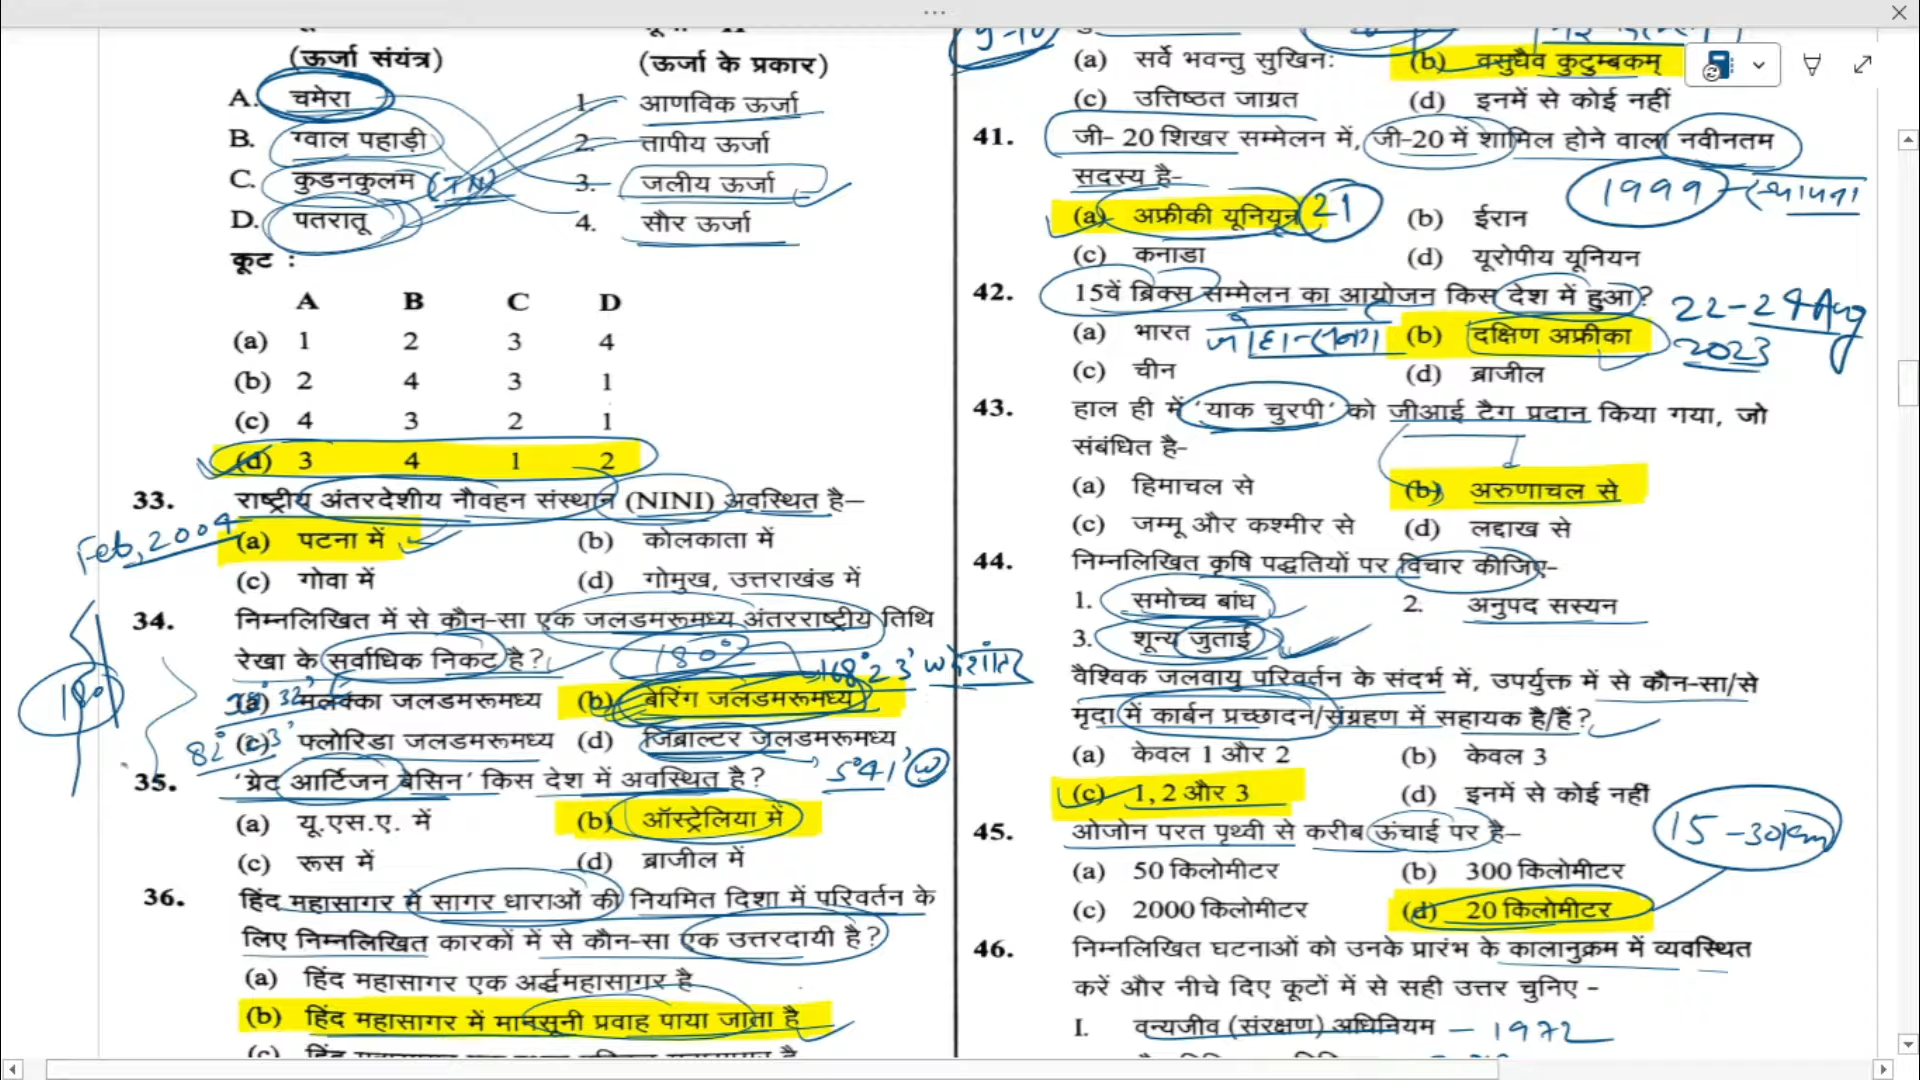 (ऊर्जा संयंत्र) (ऊर्जा के प्रकार)
A. चमेरा 1. आणविक ऊर्जा
B. ग्वाल पहाड़ी 2. तापीय ऊर्जा
C. कुडनकुलम (TN) 3. जलीय ऊर्जा
D. पतरातू 4. सौर ऊर्जा
कूट :
A B C D
(a) 1 2 3 4
(b) 2 4 3 1
(c) 4 3 2 1
(d) 3 4 1 2
33. राष्ट्रीय अंतरदेशीय नौवहन संस्थान (NINI) अवस्थित है–
Feb, 2004
(a) पटना में (b) कोलकाता में
(c) गोवा में (d) गोमुख, उत्तराखंड में
34. निम्नलिखित में से कौन-सा एक जलडमरूमध्य अंतरराष्ट्रीय तिथि
रेखा के सर्वाधिक निकट है?
180° 168°23' W देशांतर
(a) मलक्का जलडमरूमध्य (b) बेरिंग जलडमरूमध्य
(c) फ्लोरिडा जलडमरूमध्य (d) जिब्राल्टर जलडमरूमध्य
5°41' W
35. 'ग्रेट आर्टिजन बेसिन' किस देश में अवस्थित है?
(a) यू.एस.ए. में (b) ऑस्ट्रेलिया में
(c) रूस में (d) ब्राजील में
36. हिंद महासागर में सागर धाराओं की नियमित दिशा में परिवर्तन के
लिए निम्नलिखित कारकों में से कौन-सा एक उत्तरदायी है?
(a) हिंद महासागर एक अर्द्धमहासागर है
(b) हिंद महासागर में मानसूनी प्रवाह पाया जाता है
(a) सर्वे भवन्तु सुखिनः (b) वसुधैव कुटुम्बकम्
(c) उत्तिष्ठत जाग्रत (d) इनमें से कोई नहीं
41. जी- 20 शिखर सम्मेलन में, जी-20 में शामिल होने वाला नवीनतम
सदस्य है-
1999 – स्थापना
(a) अफ्रीकी यूनियन 21 (b) ईरान
(c) कनाडा (d) यूरोपीय यूनियन
42. 15वें ब्रिक्स सम्मेलन का आयोजन किस देश में हुआ?
22-24 Aug
2023
(a) भारत (b) दक्षिण अफ्रीका
(c) चीन (d) ब्राजील
43. हाल ही में 'याक चुरपी' को जीआई टैग प्रदान किया गया, जो
संबंधित है-
(a) हिमाचल से (b) अरुणाचल से
(c) जम्मू और कश्मीर से (d) लद्दाख से
44. निम्नलिखित कृषि पद्धतियों पर विचार कीजिए-
1. समोच्च बांध 2. अनुपद सस्यन
3. शून्य जुताई
वैश्विक जलवायु परिवर्तन के संदर्भ में, उपर्युक्त में से कौन-सा/से
मृदा में कार्बन प्रच्छादन/संग्रहण में सहायक है/हैं?
(a) केवल 1 और 2 (b) केवल 3
(c) 1, 2 और 3 (d) इनमें से कोई नहीं
45. ओजोन परत पृथ्वी से करीब ऊंचाई पर है–
15-30km
(a) 50 किलोमीटर (b) 300 किलोमीटर
(c) 2000 किलोमीटर (d) 20 किलोमीटर
46. निम्नलिखित घटनाओं को उनके प्रारंभ के कालानुक्रम में व्यवस्थित
करें और नीचे दिए कूटों में से सही उत्तर चुनिए -
I. वन्यजीव (संरक्षण) अधिनियम – 1972